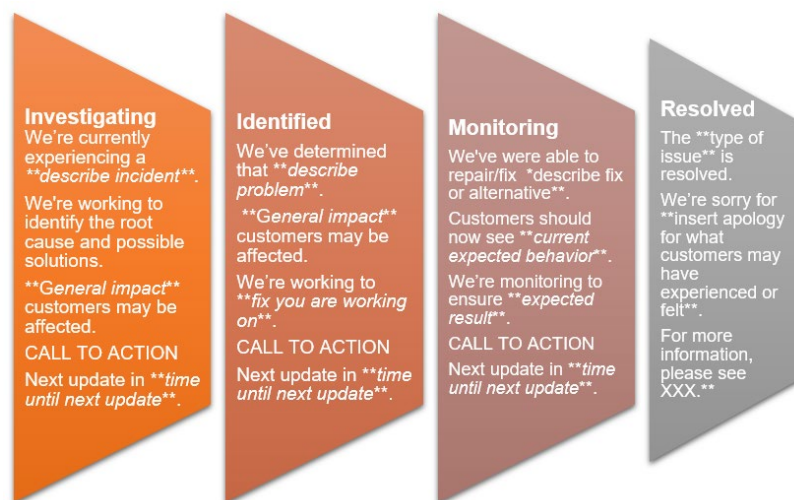 Investigating
We're currently
experiencing a
**describe incident**.
We're working to
identify the root
cause and possible
solutions.
**General impact**
customers may be
affected.
CALL TO ACTION
Next update in **time
until next update**.
Identified
We've determined
that **describe
problem**.
**General impact**
customers may be
affected.
We're working to
**fix you are working
on**.
CALL TO ACTION
Next update in **time
until next update**.
Monitoring
We've were able to
repair/fix *describe fix
or alternative**.
Customers should
now see **current
expected behavior**.
We're monitoring to
ensure **expected
result**.
CALL TO ACTION
Next update in **time
until next update**.
Resolved
The **type of
issue** is
resolved.
We're sorry for
**insert apology
for what
customers may
have
experienced or
felt**.
For more
information,
please see
XXX.**